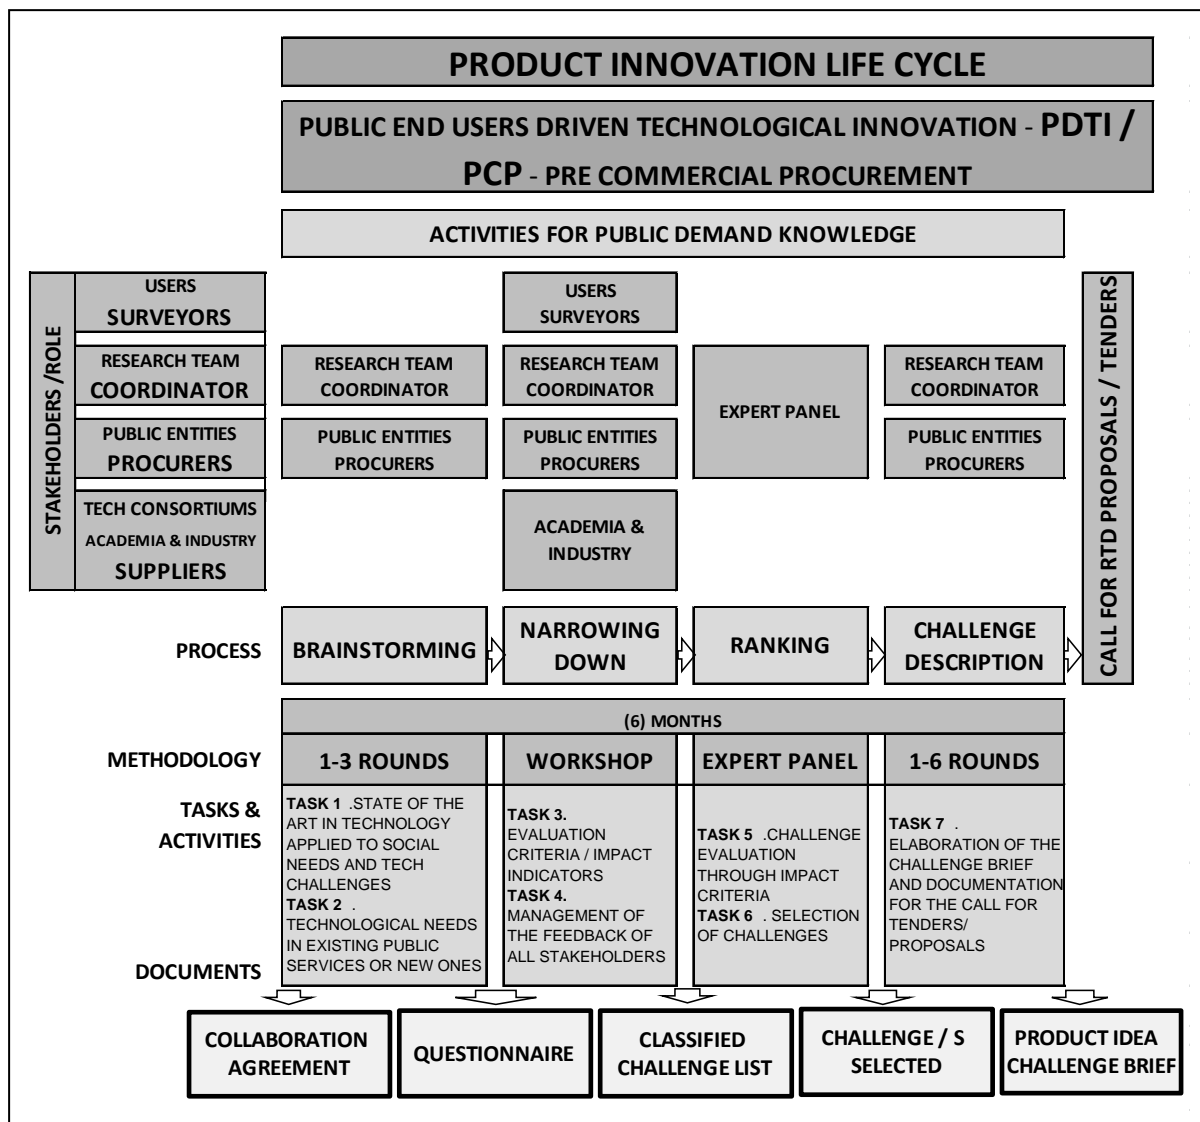 PRODUCT INNOVATION LIFE CYCLE
PUBLIC END USERS DRIVEN TECHNOLOGICAL INNOVATION - PDTI /
PCP - PRE COMMERCIAL PROCUREMENT
ACTIVITIES FOR PUBLIC DEMAND KNOWLEDGE
STAKEHOLDERS /ROLE
USERS
SURVEYORS
RESEARCH TEAM
COORDINATOR
PUBLIC ENTITIES
PROCURERS
TECH CONSORTIUMS
ACADEMIA & INDUSTRY
SUPPLIERS
RESEARCH TEAM
COORDINATOR
PUBLIC ENTITIES
PROCURERS
USERS
SURVEYORS
RESEARCH TEAM
COORDINATOR
PUBLIC ENTITIES
PROCURERS
ACADEMIA &
INDUSTRY
EXPERT PANEL
RESEARCH TEAM
COORDINATOR
PUBLIC ENTITIES
PROCURERS
CALL FOR RTD PROPOSALS / TENDERS
PROCESS
BRAINSTORMING
NARROWING
DOWN
RANKING
CHALLENGE
DESCRIPTION
(6) MONTHS
METHODOLOGY
1-3 ROUNDS
WORKSHOP
EXPERT PANEL
1-6 ROUNDS
TASKS &
ACTIVITIES
TASK 1 .STATE OF THE
ART IN TECHNOLOGY
APPLIED TO SOCIAL
NEEDS AND TECH
CHALLENGES
TASK 2 .
TECHNOLOGICAL NEEDS
IN EXISTING PUBLIC
SERVICES OR NEW ONES
TASK 3.
EVALUATION
CRITERIA / IMPACT
INDICATORS
TASK 4.
MANAGEMENT OF
THE FEEDBACK OF
ALL STAKEHOLDERS
TASK 5 .CHALLENGE
EVALUATION
THROUGH IMPACT
CRITERIA
TASK 6 . SELECTION
OF CHALLENGES
TASK 7 .
ELABORATION OF THE
CHALLENGE BRIEF
AND DOCUMENTATION
FOR THE CALL FOR
TENDERS/
PROPOSALS
DOCUMENTS
COLLABORATION
AGREEMENT
QUESTIONNAIRE
CLASSIFIED
CHALLENGE LIST
CHALLENGE / S
SELECTED
PRODUCT IDEA
CHALLENGE BRIEF